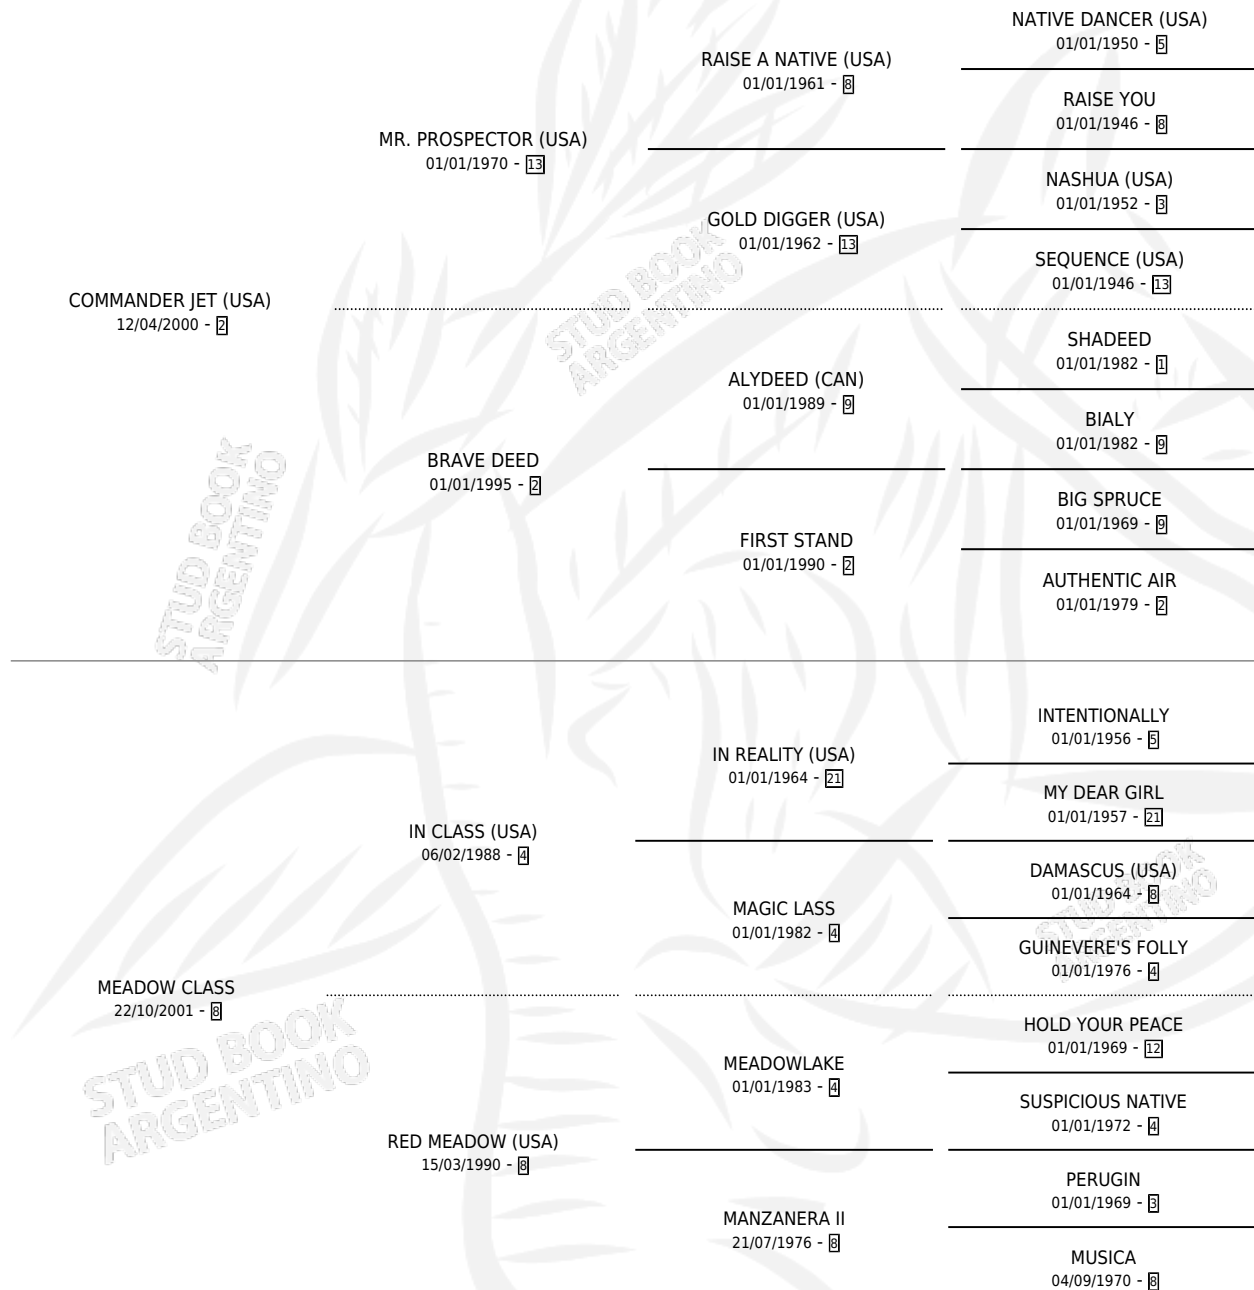 NATIVE DANCER (USA)
01/01/1950 - 5
RAISE A NATIVE (USA)
01/01/1961 - 8
RAISE YOU
01/01/1946 - 8
MR. PROSPECTOR (USA)
01/01/1970 - 13
NASHUA (USA)
01/01/1952 - 3
GOLD DIGGER (USA)
01/01/1962 - 13
SEQUENCE (USA)
01/01/1946 - 13
COMMANDER JET (USA)
12/04/2000 - 2
SHADEED
01/01/1982 - 1
ALYDEED (CAN)
01/01/1989 - 9
BIALY
01/01/1982 - 9
BRAVE DEED
01/01/1995 - 2
BIG SPRUCE
01/01/1969 - 9
FIRST STAND
01/01/1990 - 2
AUTHENTIC AIR
01/01/1979 - 2
INTENTIONALLY
01/01/1956 - 5
IN REALITY (USA)
01/01/1964 - 21
MY DEAR GIRL
01/01/1957 - 21
IN CLASS (USA)
06/02/1988 - 4
DAMASCUS (USA)
01/01/1964 - 8
MAGIC LASS
01/01/1982 - 4
GUINEVERE'S FOLLY
01/01/1976 - 4
MEADOW CLASS
22/10/2001 - 8
HOLD YOUR PEACE
01/01/1969 - 12
MEADOWLAKE
01/01/1983 - 4
SUSPICIOUS NATIVE
01/01/1972 - 4
RED MEADOW (USA)
15/03/1990 - 8
PERUGIN
01/01/1969 - 3
MANZANERA II
21/07/1976 - 8
MUSICA
04/09/1970 - 8
STUD BOOK
ARGENTINO
STUD BOOK
ARGENTINO
STUD BOOK
ARGENTINO
STUD BOOK
ARGENTINO